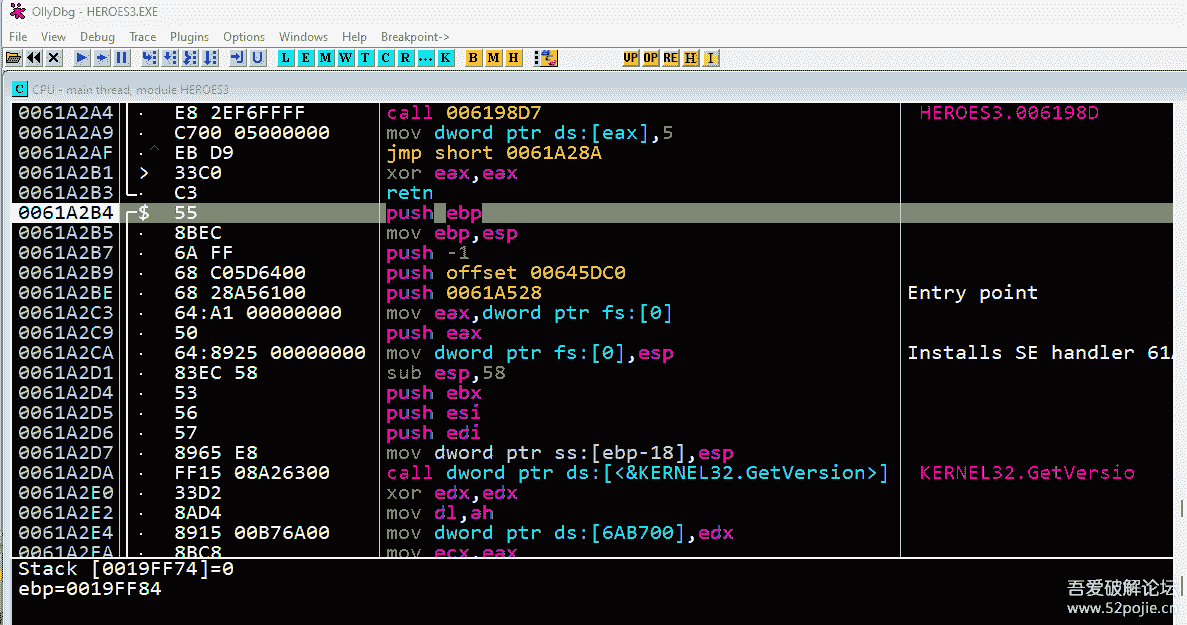 OllyDbg - HEROES3.EXE
File View Debug Trace Plugins Options Windows Help Breakpoint->
L E M W T C R ... K B M H UP OP RE H I
C CPU - main thread, module HEROES3
0061A2A4 · E8 2EF6FFFF call 006198D7 HEROES3.006198D
0061A2A9 · C700 05000000 mov dword ptr ds:[eax],5
0061A2AF · ^ EB D9 jmp short 0061A28A
0061A2B1 > 33C0 xor eax,eax
0061A2B3 · C3 retn
0061A2B4 $ 55 push ebp
0061A2B5 · 8BEC mov ebp,esp
0061A2B7 · 6A FF push -1
0061A2B9 · 68 C05D6400 push offset 00645DC0
0061A2BE · 68 28A56100 push 0061A528 Entry point
0061A2C3 · 64:A1 00000000 mov eax,dword ptr fs:[0]
0061A2C9 · 50 push eax
0061A2CA · 64:8925 00000000 mov dword ptr fs:[0],esp Installs SE handler 61A
0061A2D1 · 83EC 58 sub esp,58
0061A2D4 · 53 push ebx
0061A2D5 · 56 push esi
0061A2D6 · 57 push edi
0061A2D7 · 8965 E8 mov dword ptr ss:[ebp-18],esp
0061A2DA · FF15 08A26300 call dword ptr ds:[<&KERNEL32.GetVersion>] KERNEL32.GetVersio
0061A2E0 · 33D2 xor edx,edx
0061A2E2 · 8AD4 mov dl,ah
0061A2E4 · 8915 00B76A00 mov dword ptr ds:[6AB700],edx
0061A2EA · 8BC8 mov ecx,eax
Stack [0019FF74]=0
ebp=0019FF84
吾爱破解论坛
www.52pojie.cn